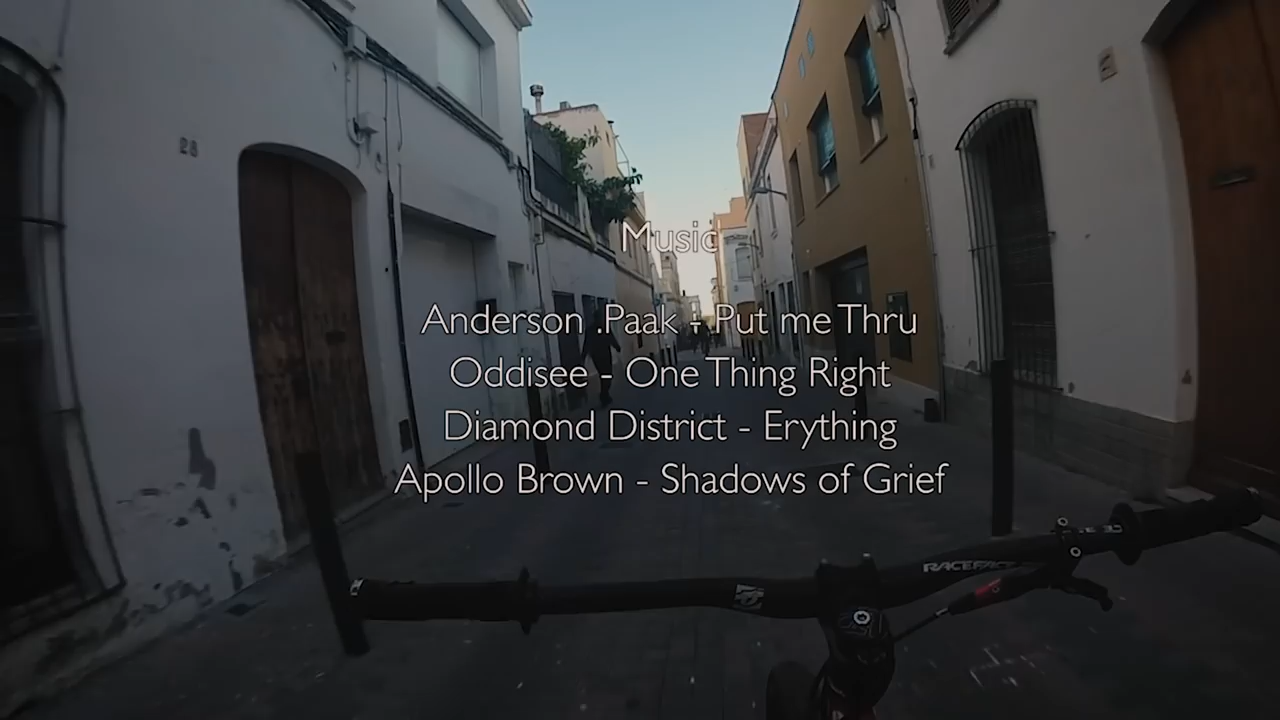 28
Music
Anderson .Paak - Put me Thru
Oddisee - One Thing Right
Diamond District - Erything
Apollo Brown - Shadows of Grief
RACEFACE